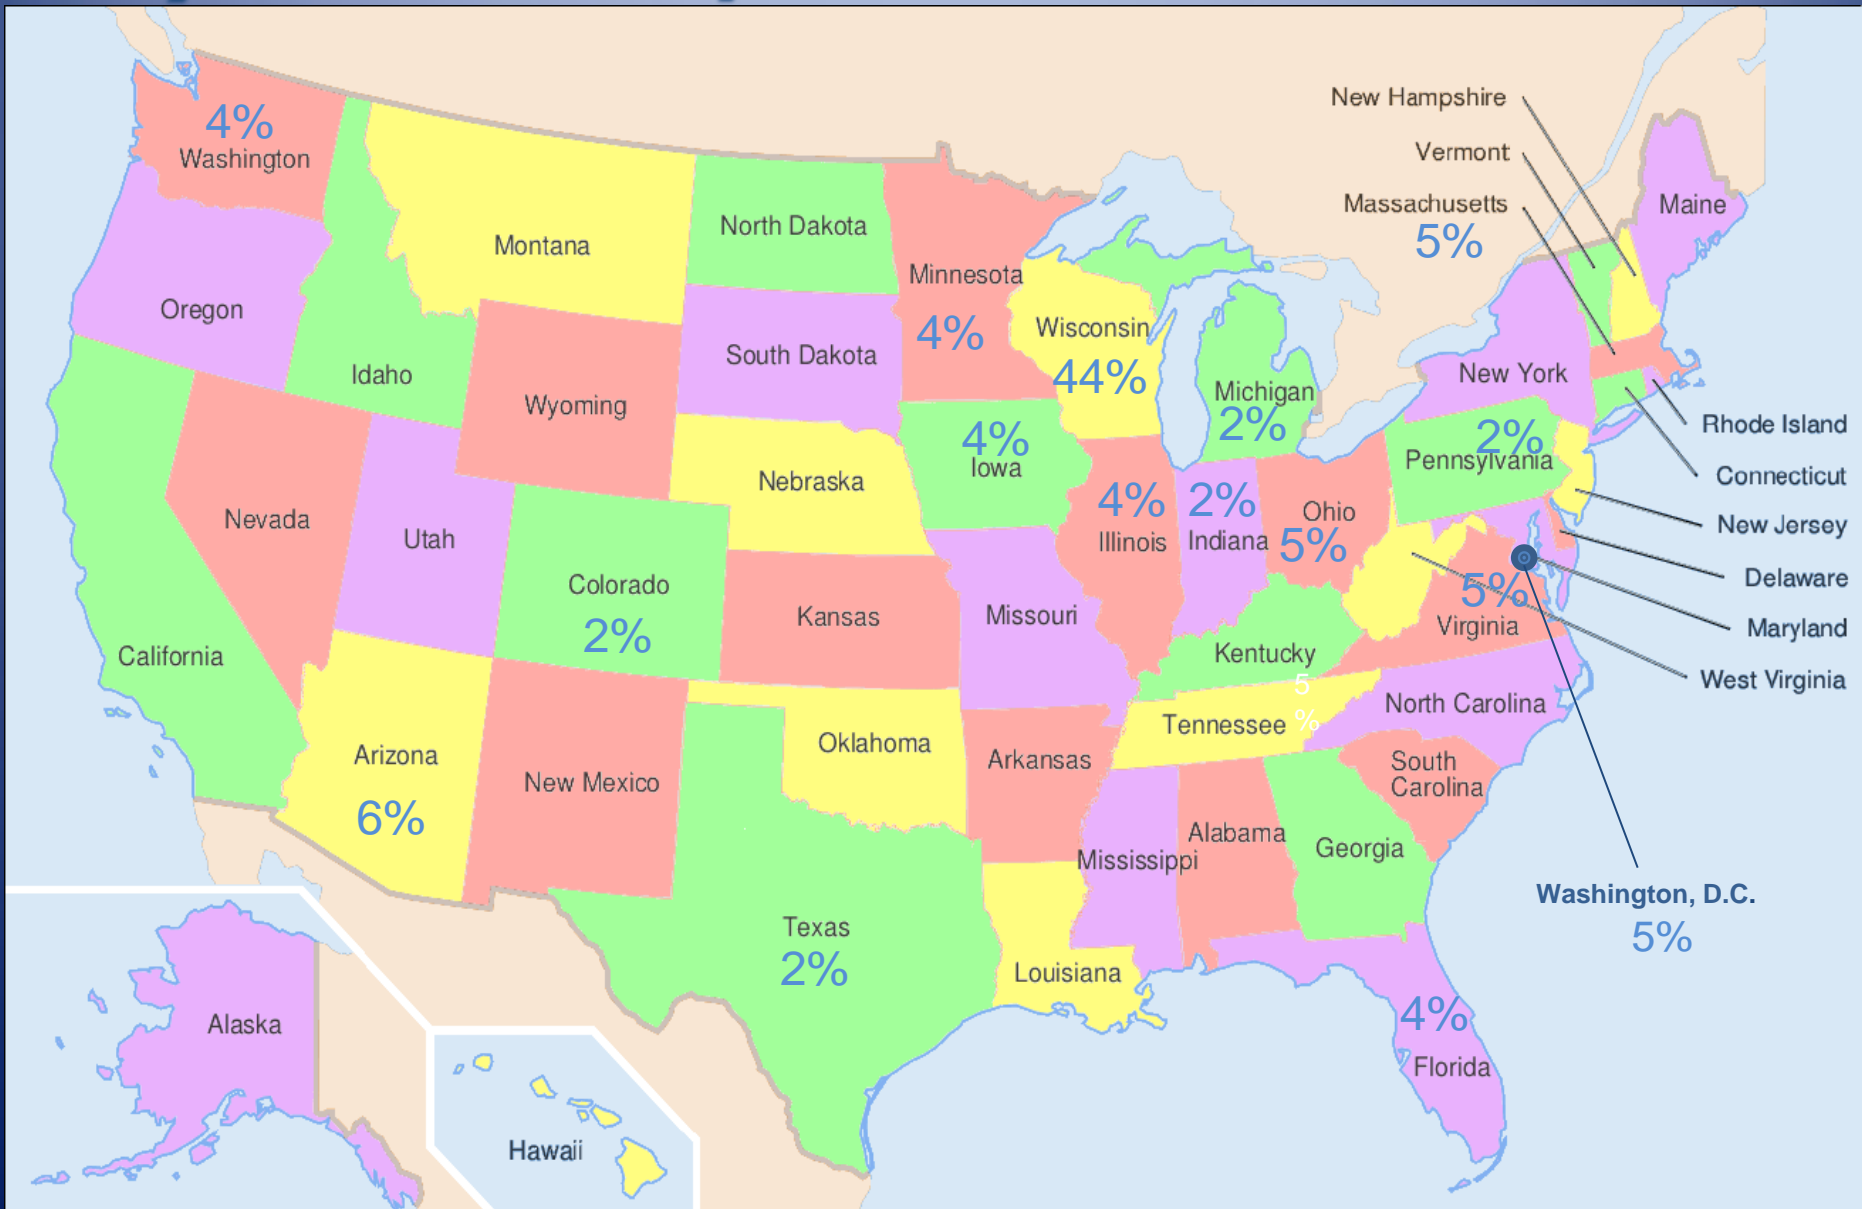 New Hampshire
4%
Washington
Vermont
Massachusetts
5%
Maine
North Dakota
Montana
Minnesota
4%
Oregon
Wisconsin
44%
South Dakota
Idaho
New York
Michigan
2%
Wyoming
Rhode Island
4%
Iowa
2%
Pennsylvania
Connecticut
Nebraska
4%
Illinois
2%
Indiana
Ohio
5%
Nevada
New Jersey
Utah
Colorado
2%
Delaware
5%
Virginia
Kansas
Missouri
Maryland
California
Kentucky
5
%
West Virginia
North Carolina
Tennessee
Oklahoma
Arizona
6%
Arkansas
South
Carolina
New Mexico
Alabama
Georgia
Mississippi
Washington, D.C.
5%
Texas
2%
Louisiana
Alaska
4%
Florida
Hawaii